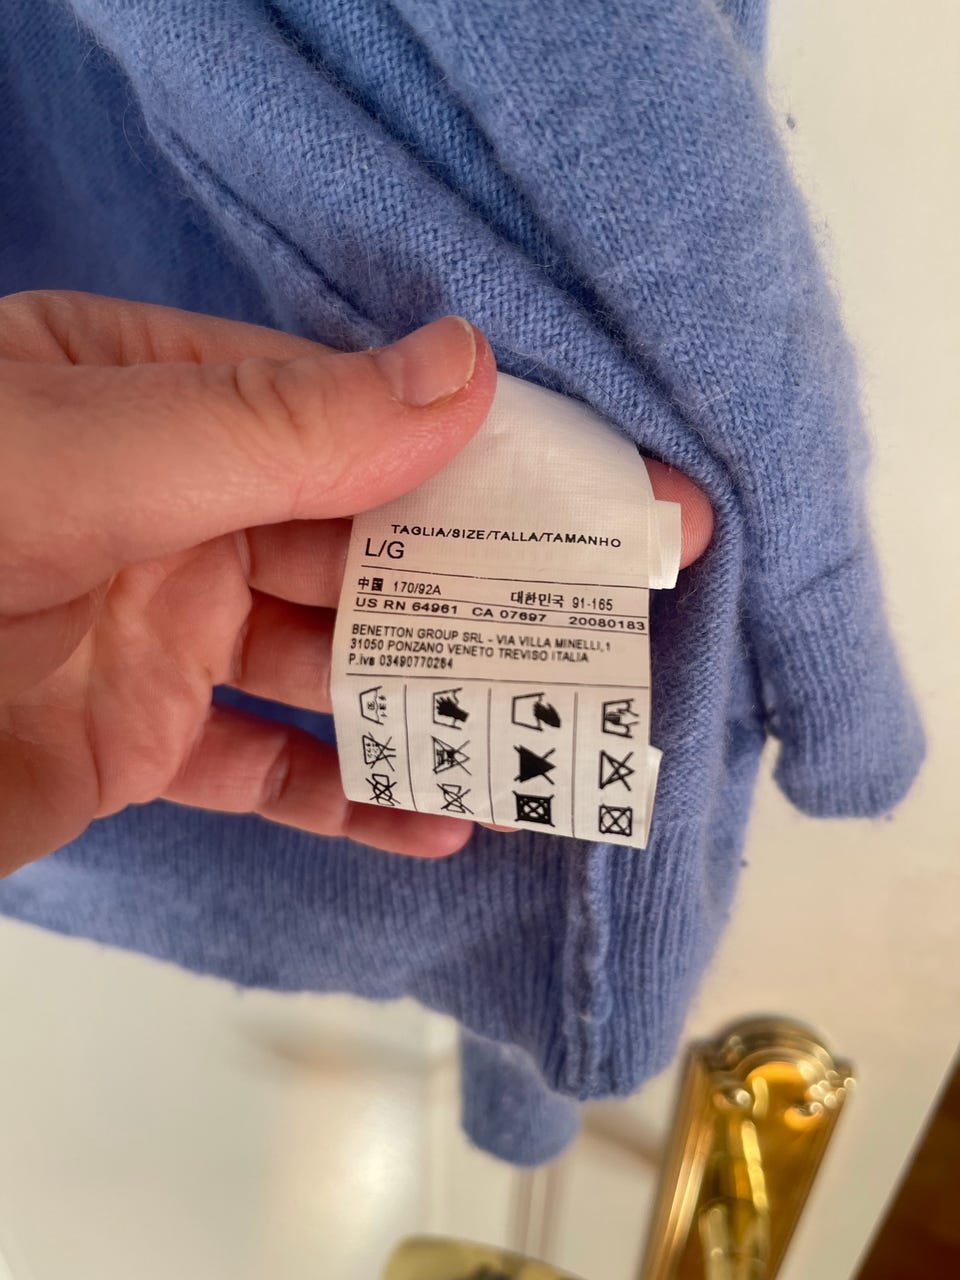 TAGLIA/SIZE/TALLA/TAMANHO
L/G
中国 170/92A 대한민국 91-165
US RN 64961 CA 07697 20080183
BENETTON GROUP SRL - VIA VILLA MINELLI,1
31050 PONZANO VENETO TREVISO ITALIA
P.iva 03490770264